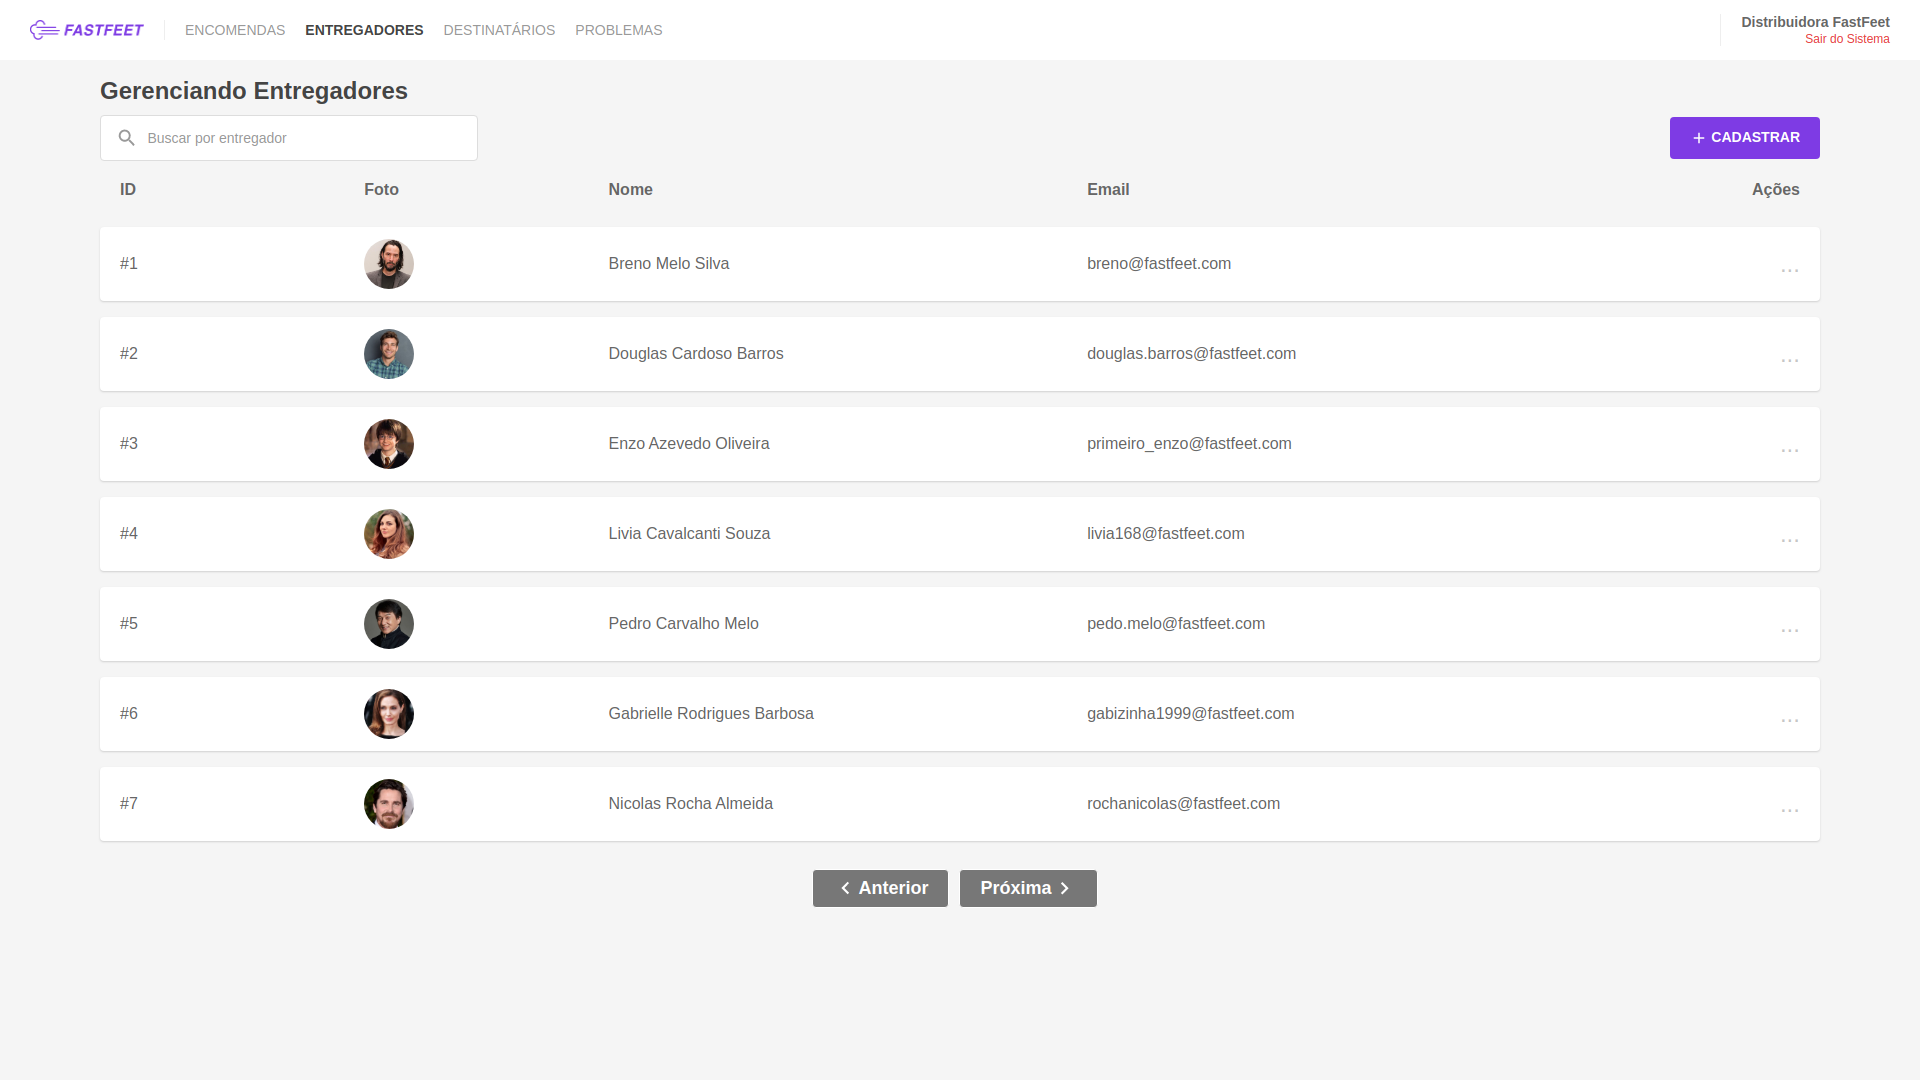 FASTFEET ENCOMENDAS ENTREGADORES DESTINATÁRIOS PROBLEMAS Distribuidora FastFeet
Sair do Sistema
Gerenciando Entregadores
Buscar por entregador + CADASTRAR
ID Foto Nome Email Ações
#1 Breno Melo Silva breno@fastfeet.com ...
#2 Douglas Cardoso Barros douglas.barros@fastfeet.com ...
#3 Enzo Azevedo Oliveira primeiro_enzo@fastfeet.com ...
#4 Livia Cavalcanti Souza livia168@fastfeet.com ...
#5 Pedro Carvalho Melo pedo.melo@fastfeet.com ...
#6 Gabrielle Rodrigues Barbosa gabizinha1999@fastfeet.com ...
#7 Nicolas Rocha Almeida rochanicolas@fastfeet.com ...
Anterior Próxima